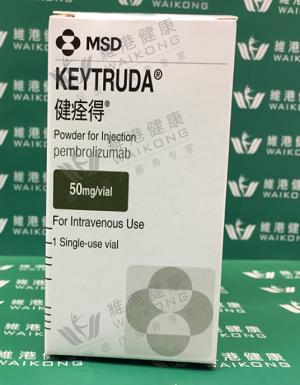 MSD
KEYTRUDA®
健痊得®
Powder for Injection
pembrolizumab
50mg/vial
For Intravenous Use
1 Single-use vial
維港健康
WAIKONG